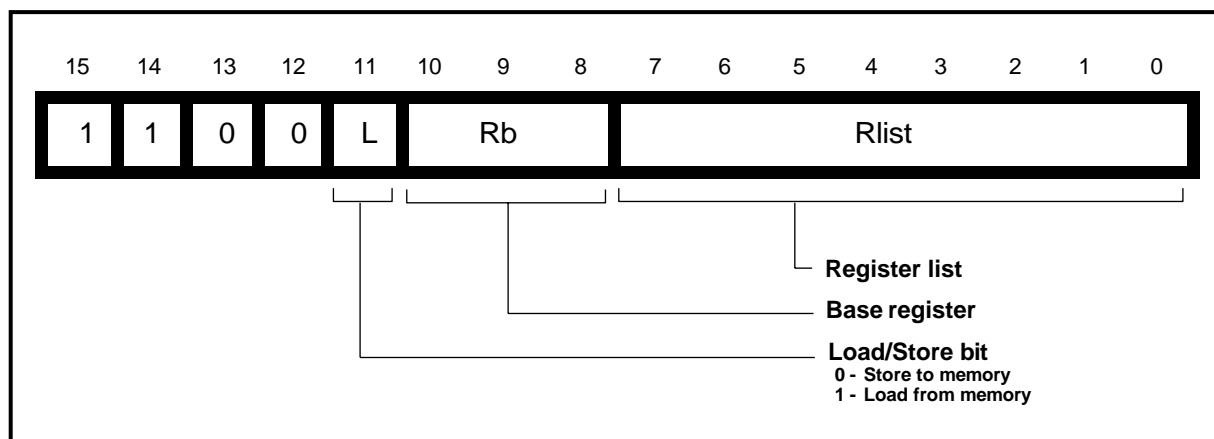 15 14 13 12 11 10 9 8 7 6 5 4 3 2 1 0
1 1 0 0 L Rb Rlist
Register list
Base register
Load/Store bit
0 - Store to memory
1 - Load from memory